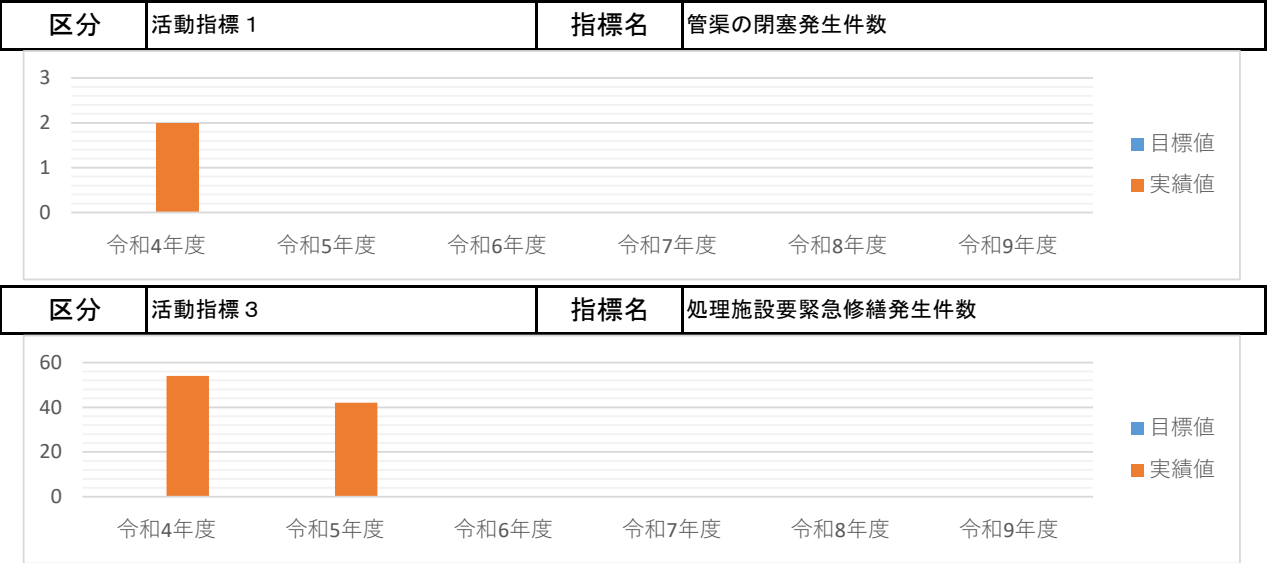 区分 活動指標１ 指標名 管渠の閉塞発生件数
3
2
1
0
令和4年度 令和5年度 令和6年度 令和7年度 令和8年度 令和9年度
目標値
実績値
区分 活動指標３ 指標名 処理施設要緊急修繕発生件数
60
40
20
0
令和4年度 令和5年度 令和6年度 令和7年度 令和8年度 令和9年度
目標値
実績値